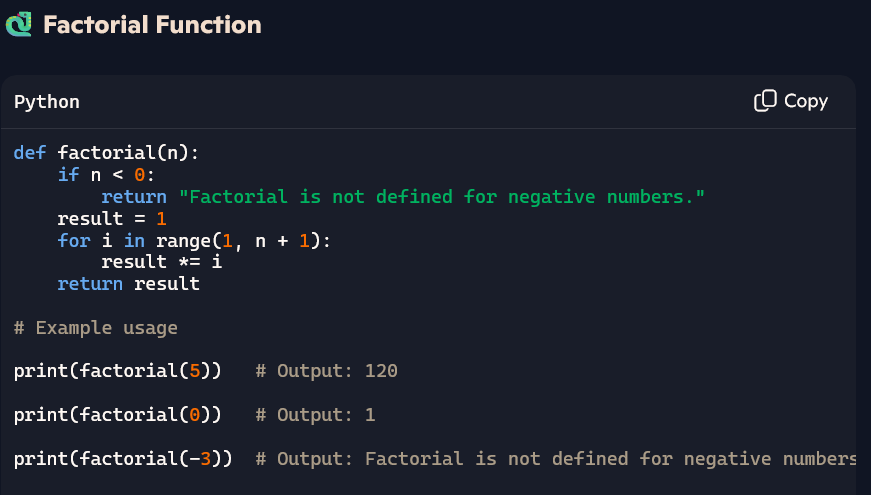 Factorial Function
Python
Copy
def factorial(n):
    if n < 0:
        return "Factorial is not defined for negative numbers."
    result = 1
    for i in range(1, n + 1):
        result *= i
    return result
# Example usage
print(factorial(5))   # Output: 120
print(factorial(0))   # Output: 1
print(factorial(-3))  # Output: Factorial is not defined for negative numbers